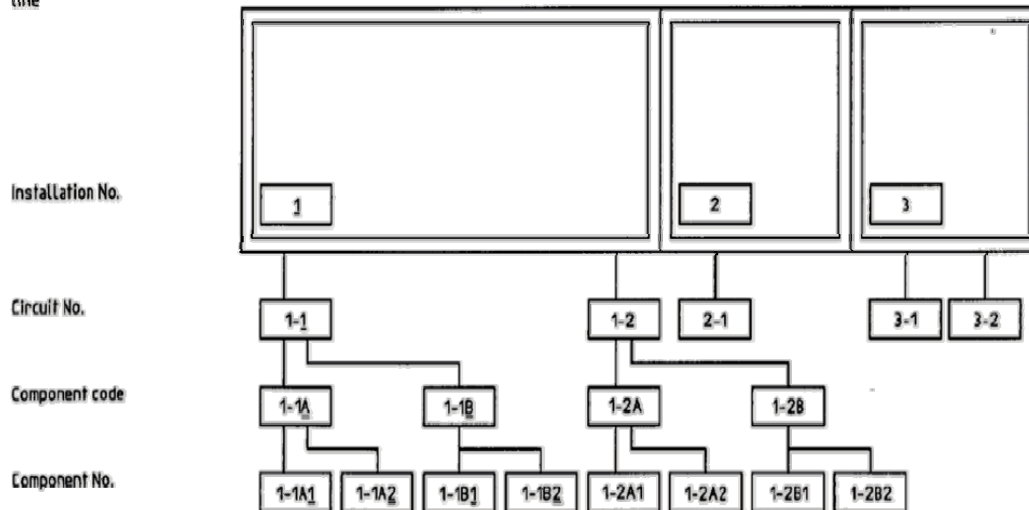 line
Installation No. 1 2 3
Circuit No. 1-1 1-2 2-1 3-1 3-2
Component code 1-1A 1-1B 1-2A 1-2B
Component No. 1-1A1 1-1A2 1-1B1 1-1B2 1-2A1 1-2A2 1-2B1 1-2B2